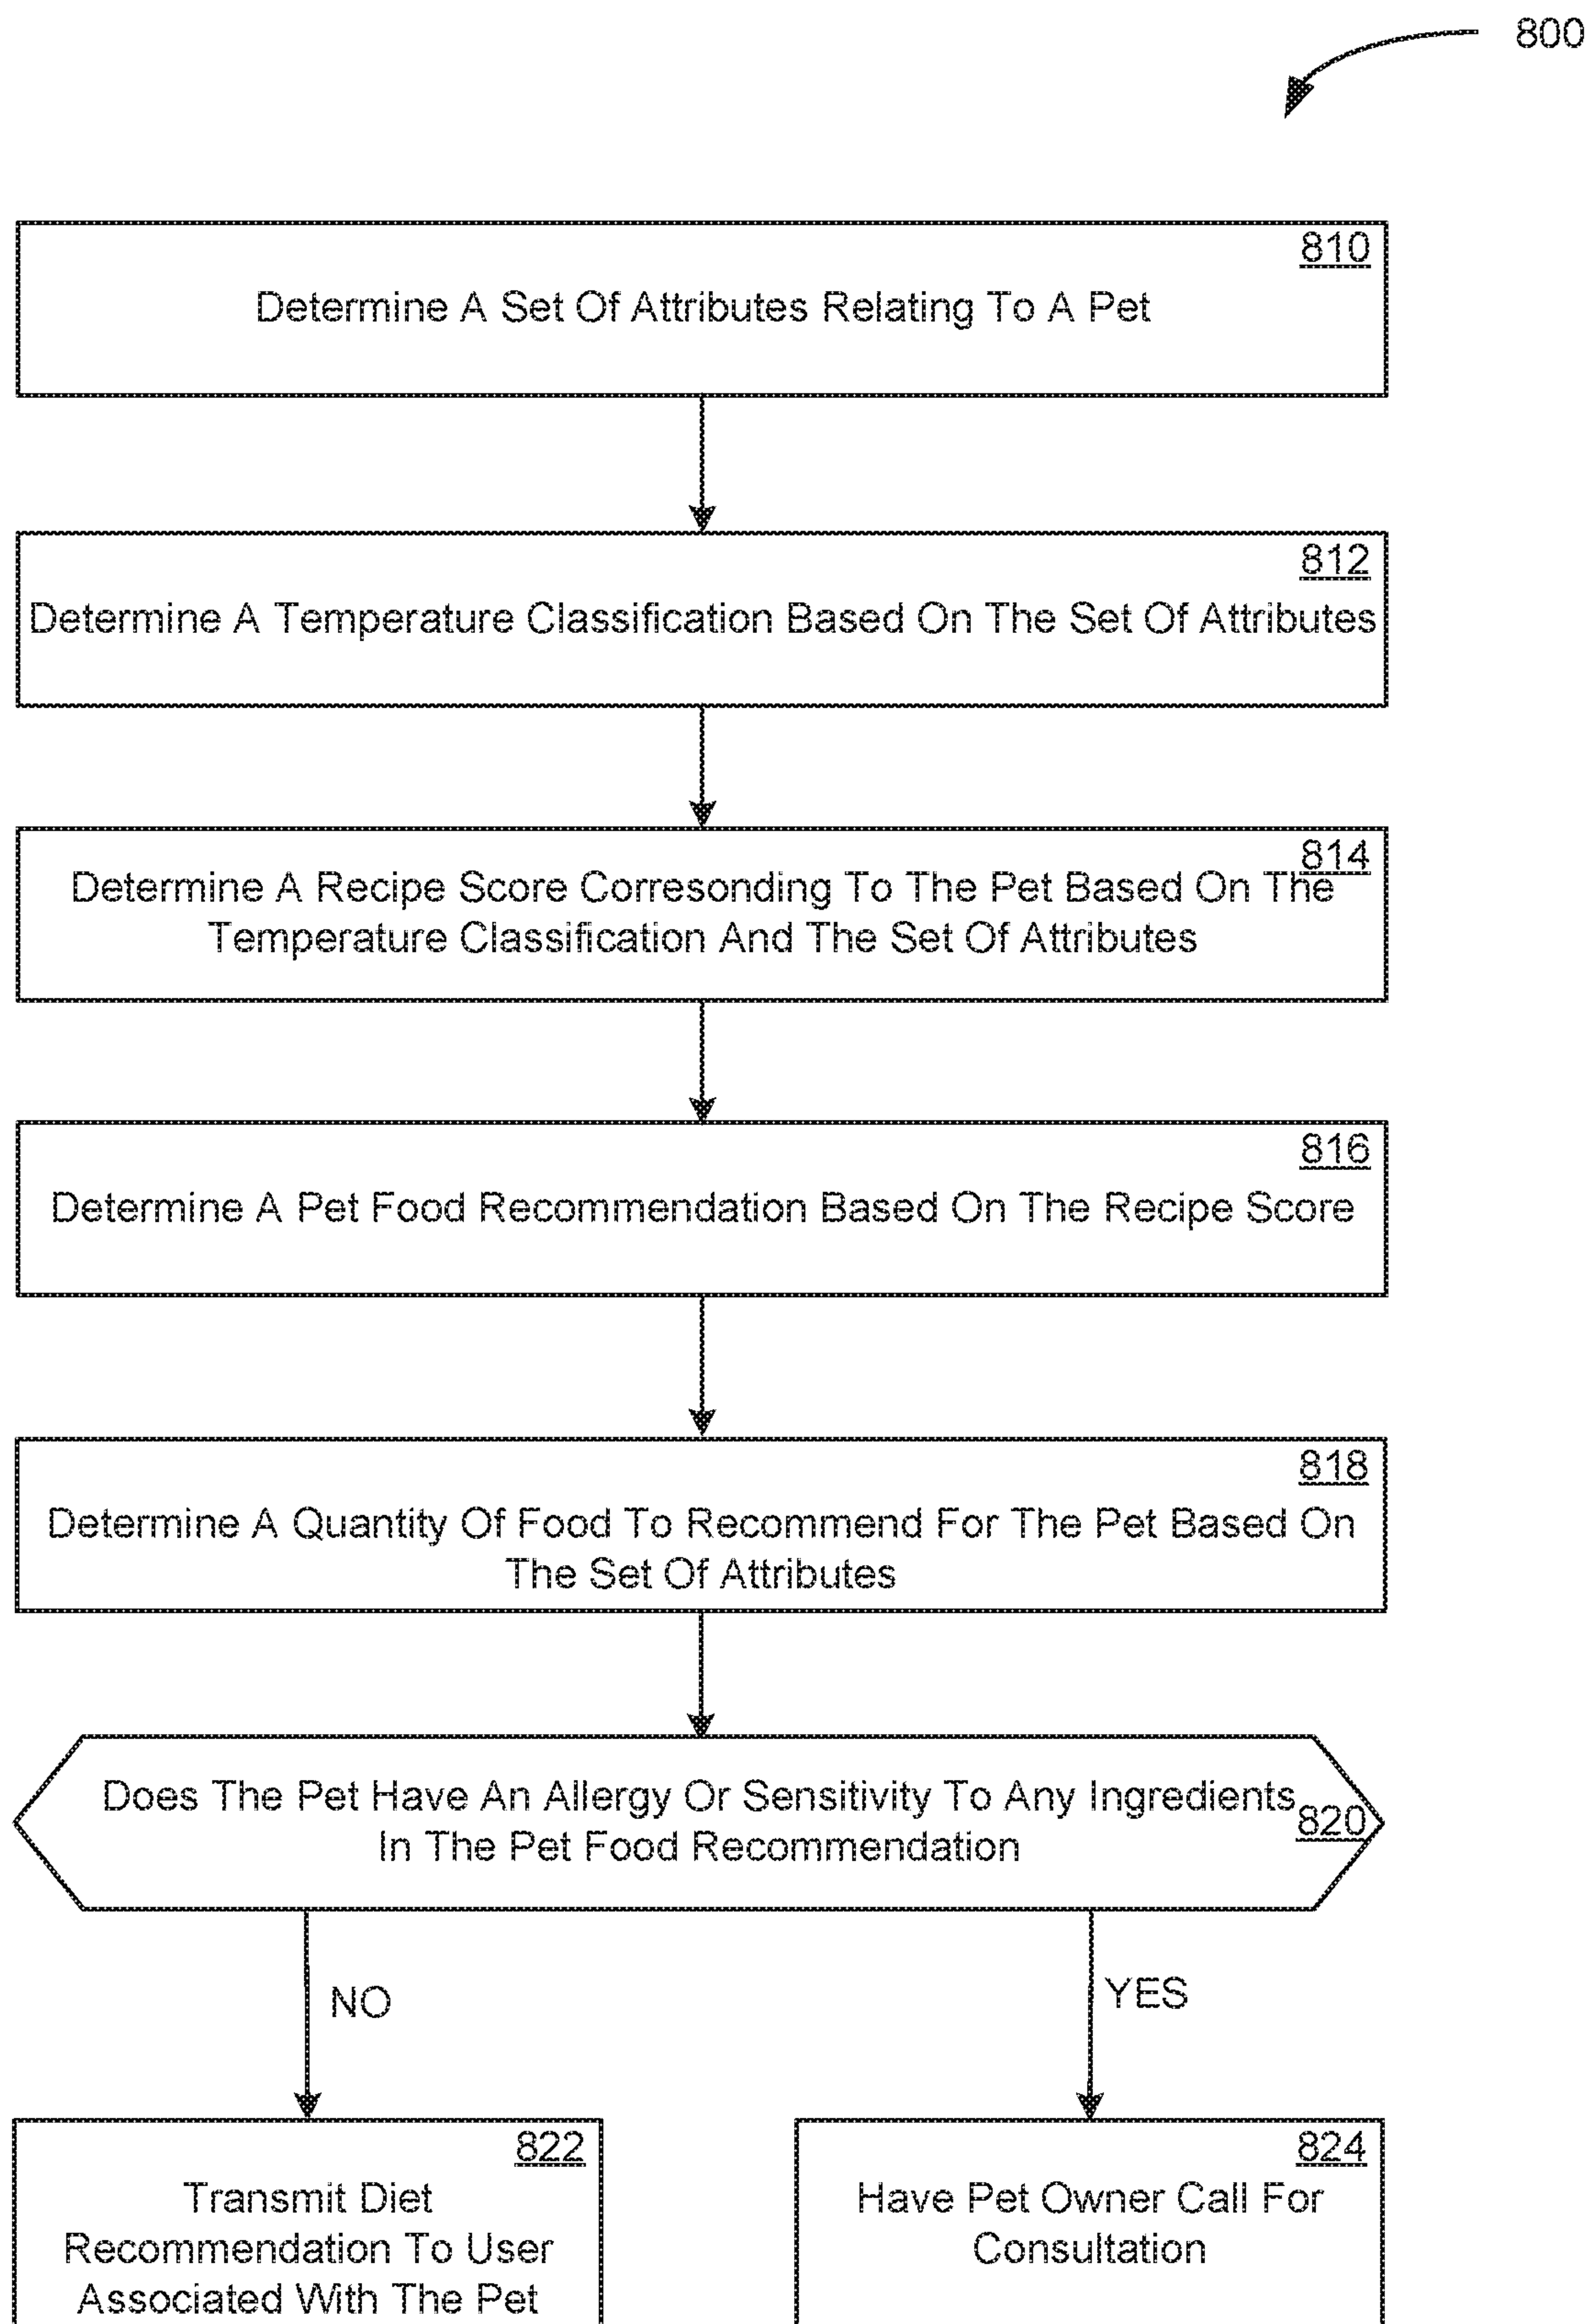 800
810
Determine A Set Of Attributes Relating To A Pet
812
Determine A Temperature Classification Based On The Set Of Attributes
814
Determine A Recipe Score Corresonding To The Pet Based On The
Temperature Classification And The Set Of Attributes
816
Determine A Pet Food Recommendation Based On The Recipe Score
818
Determine A Quantity Of Food To Recommend For The Pet Based On
The Set Of Attributes
Does The Pet Have An Allergy Or Sensitivity To Any Ingredients
820
In The Pet Food Recommendation
NO
YES
822
Transmit Diet
Recommendation To User
Associated With The Pet
824
Have Pet Owner Call For
Consultation